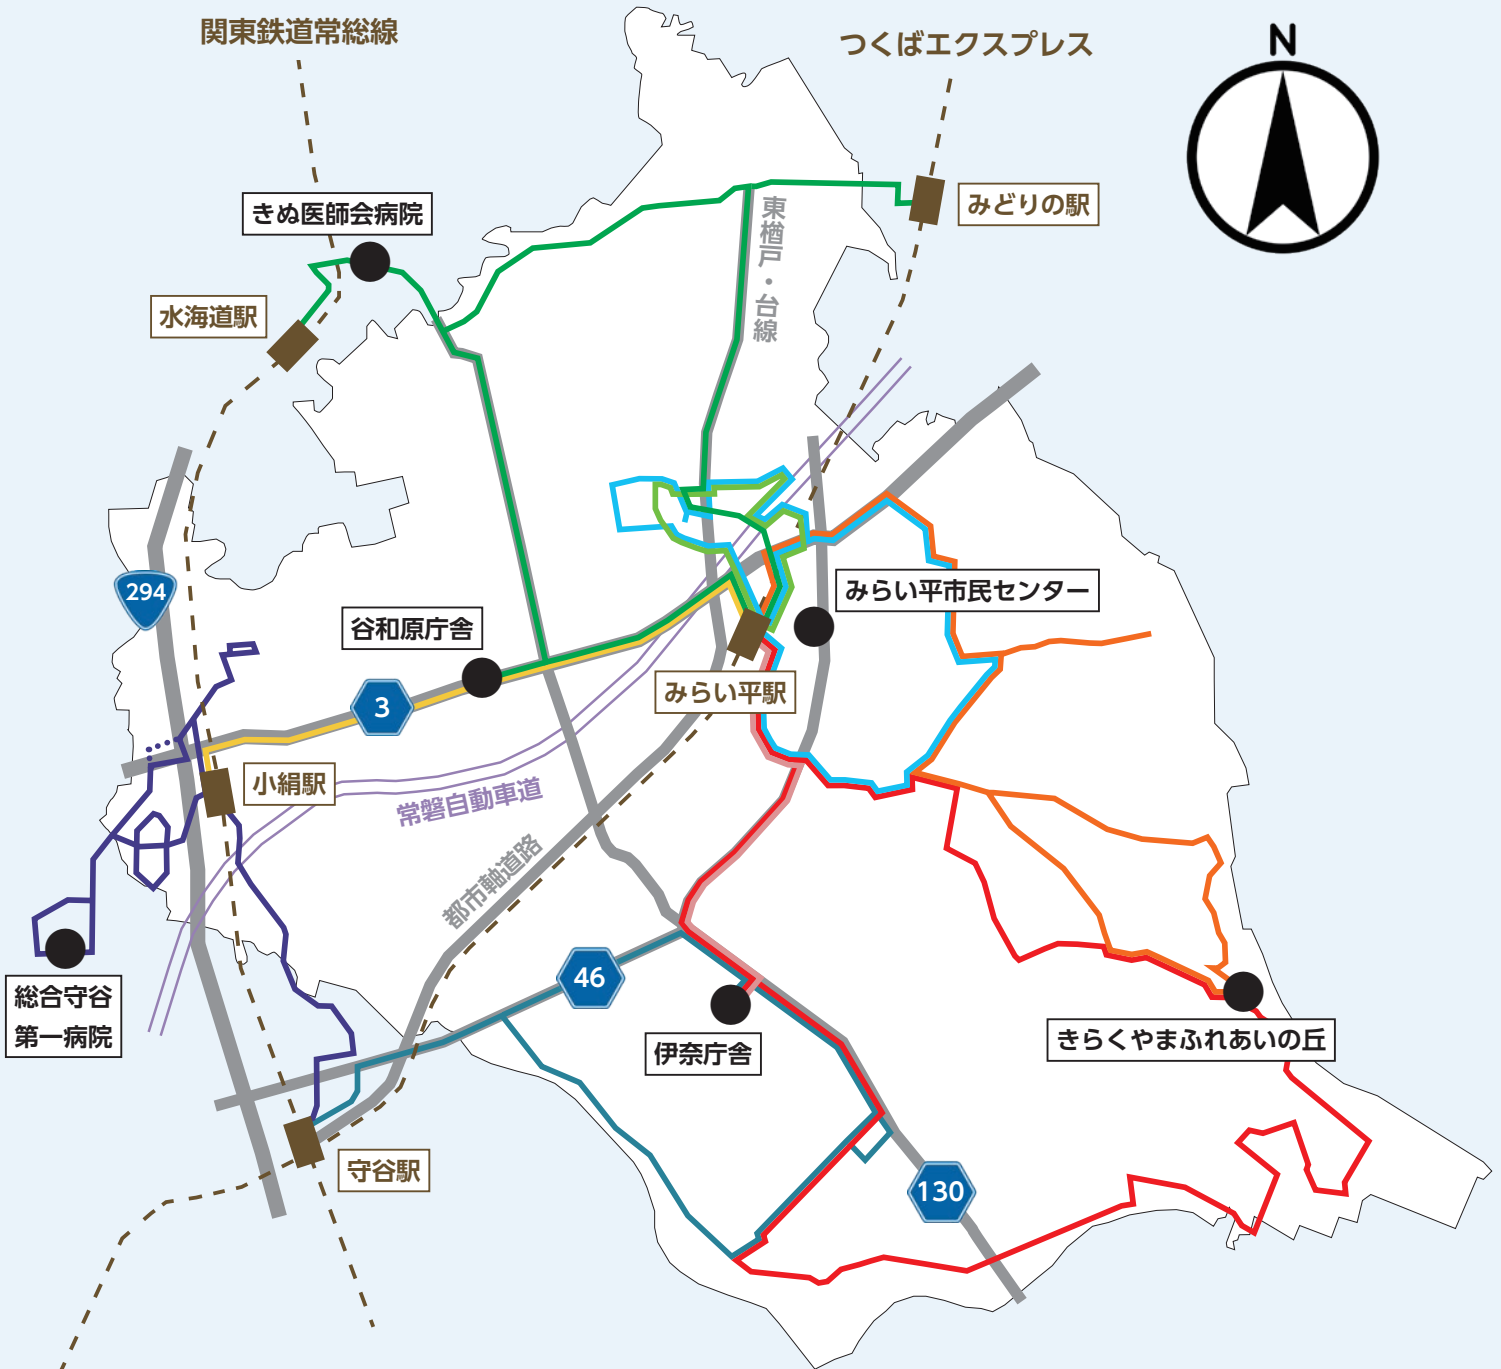 関東鉄道常総線
つくばエクスプレス
N
きぬ医師会病院
みどりの駅
東楢戸・台線
水海道駅
294
みらい平市民センター
谷和原庁舎
みらい平駅
3
小絹駅
常磐自動車道
都市軸道路
46
総合守谷
第一病院
伊奈庁舎
きらくやまふれあいの丘
守谷駅
130